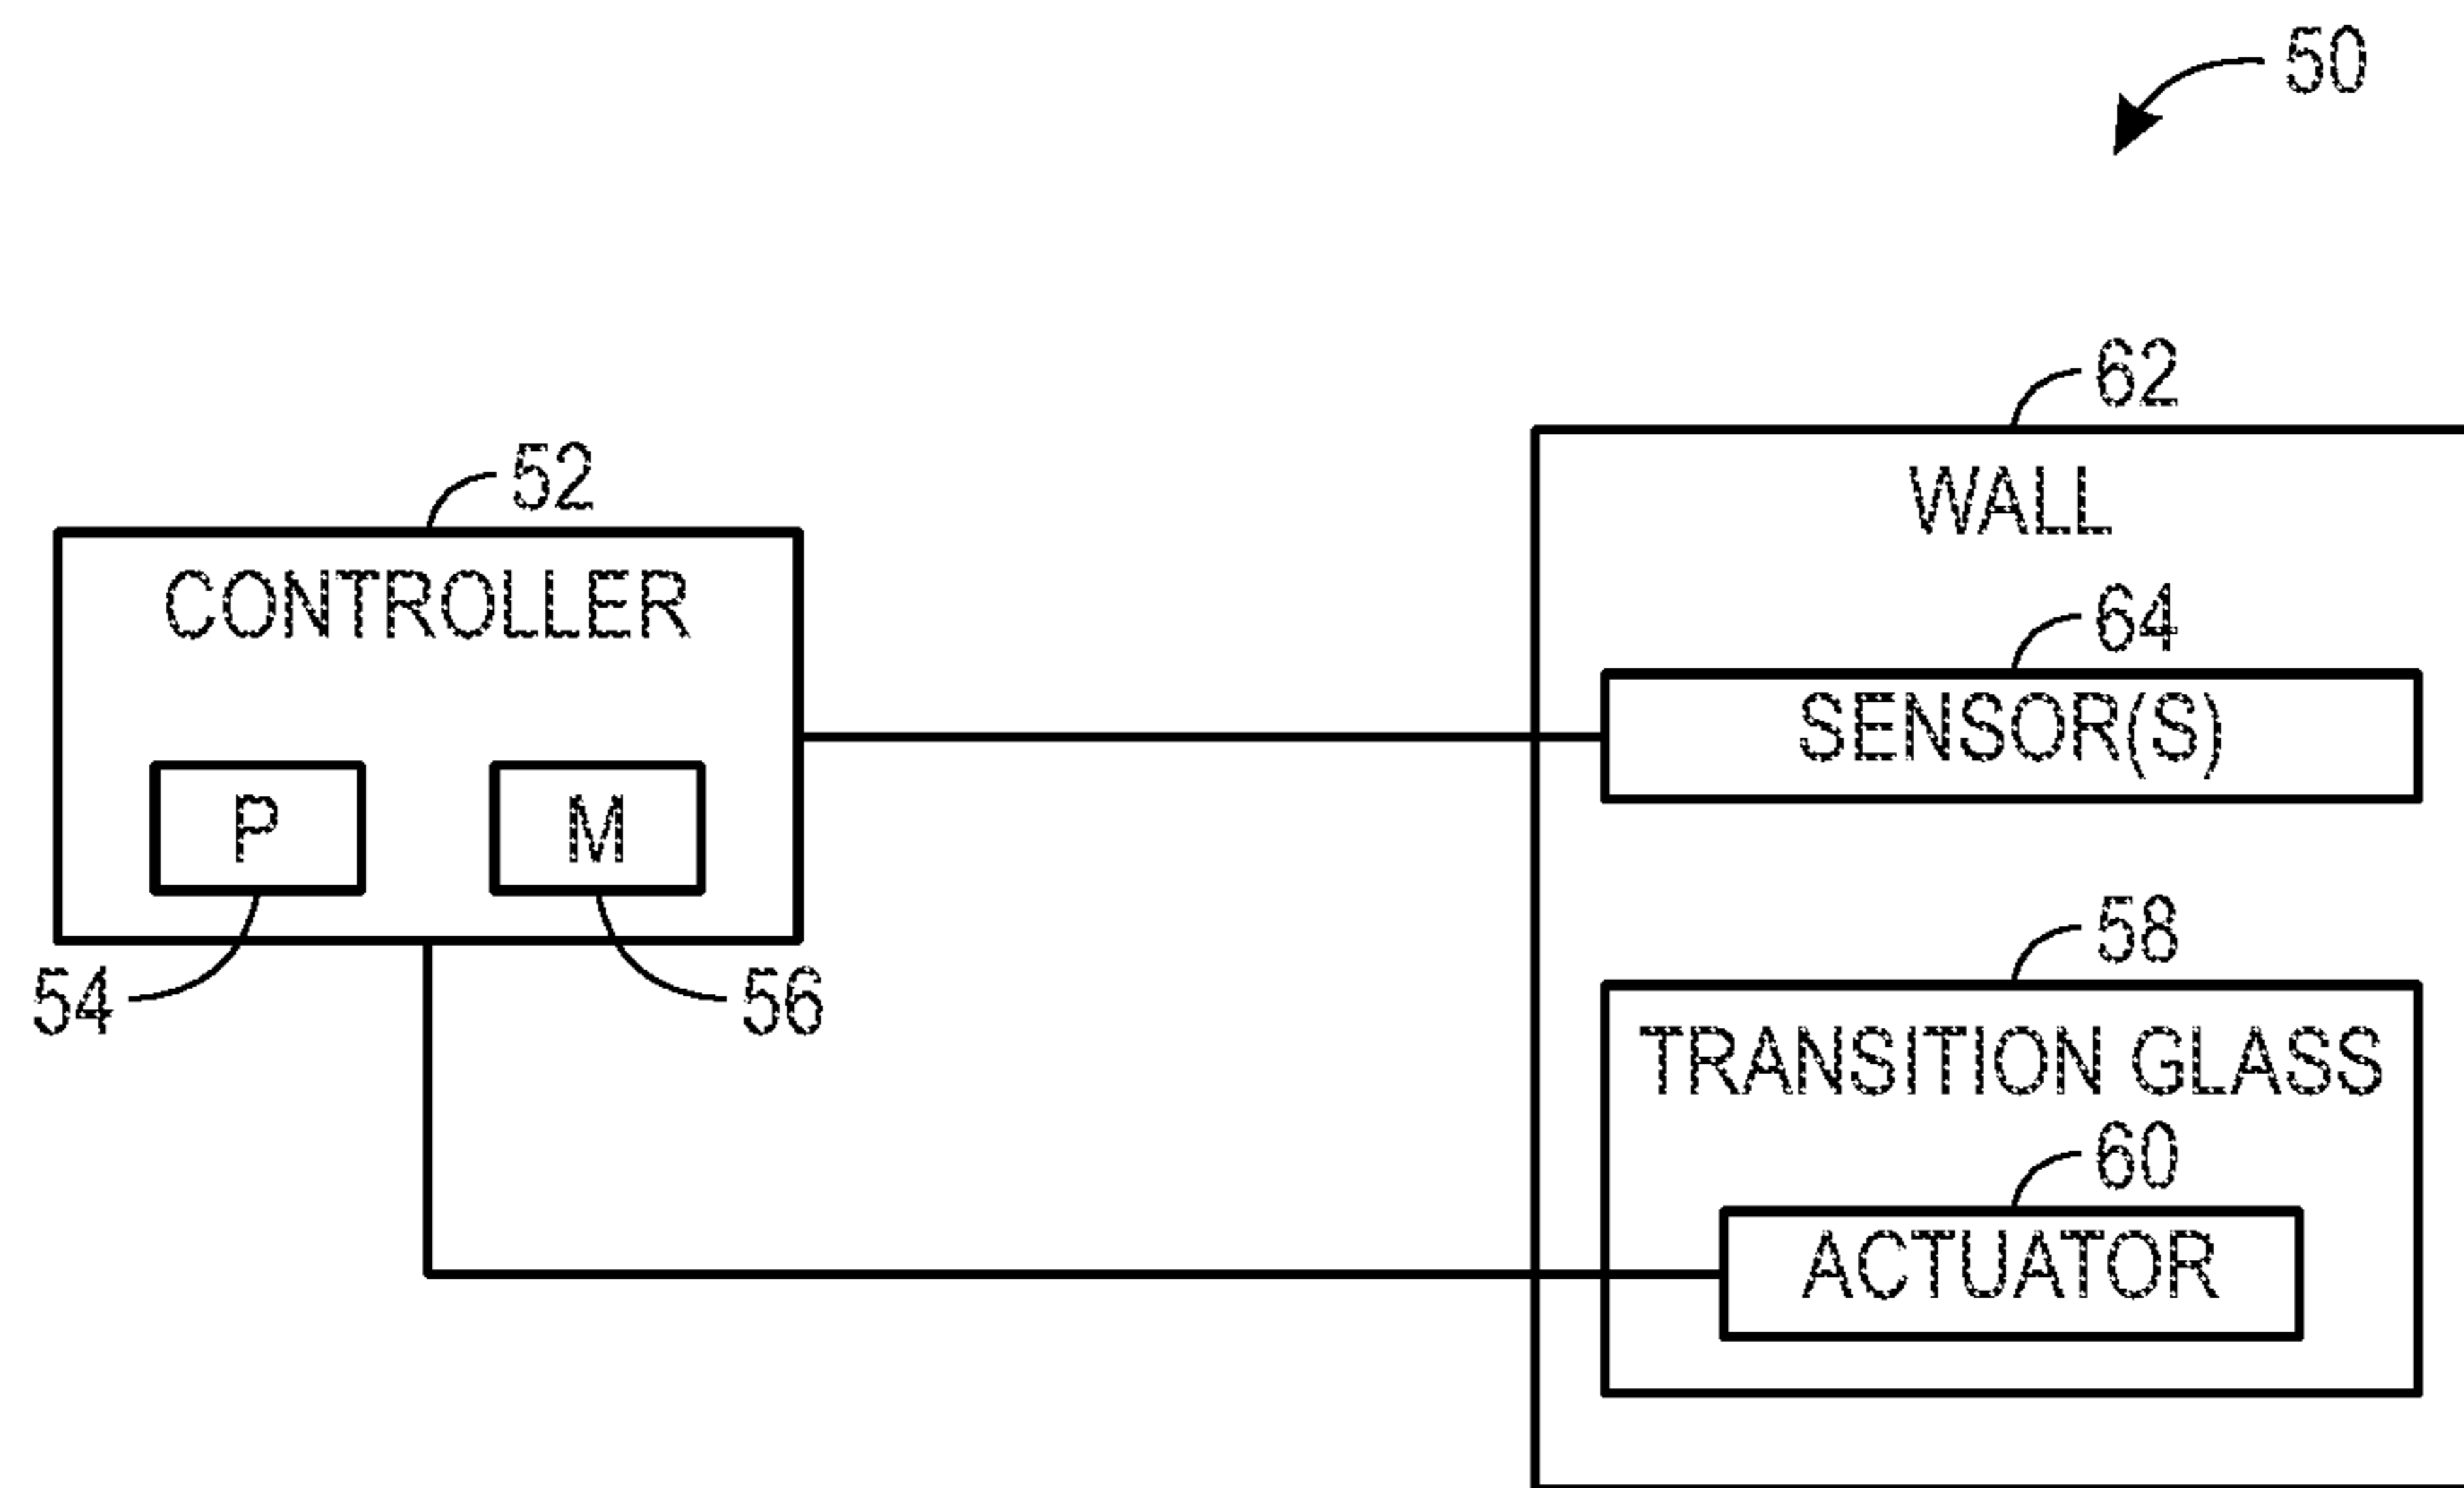 50
62
WALL
52
CONTROLLER
64
SENSOR(S)
P
M
58
54
56
TRANSITION GLASS
60
ACTUATOR